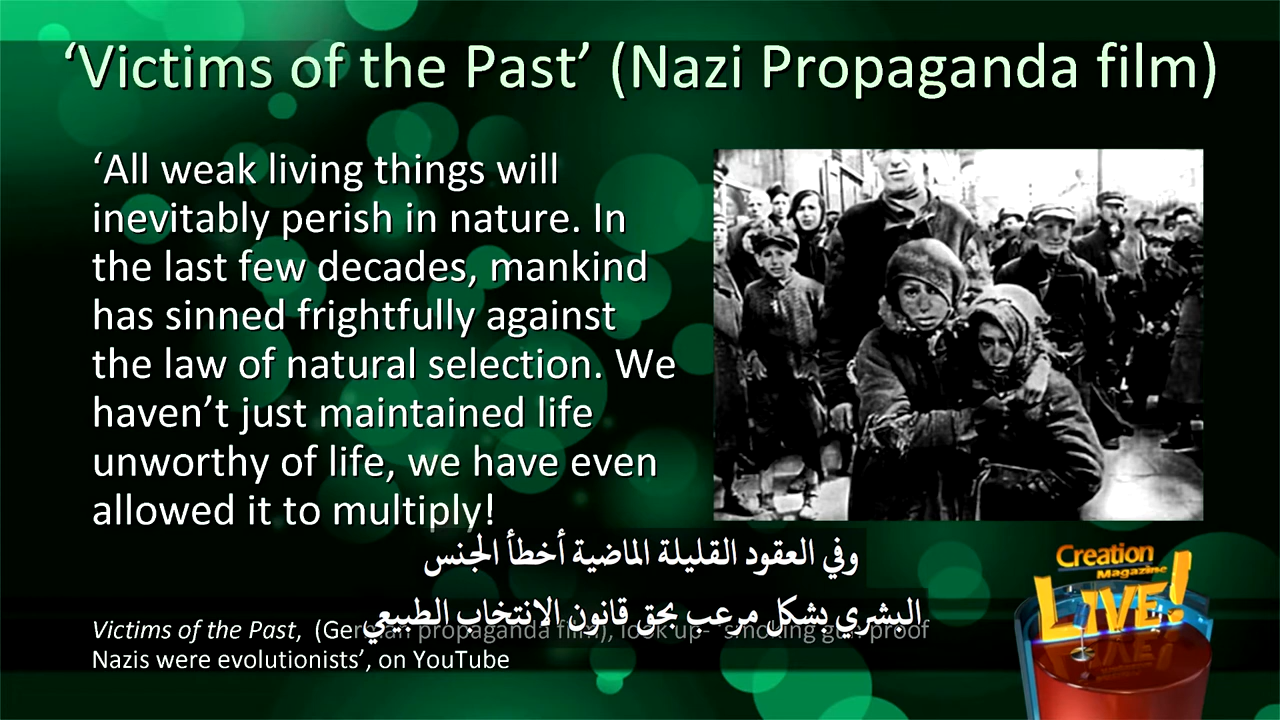 ‘Victims of the Past’ (Nazi Propaganda film)
‘All weak living things will
inevitably perish in nature. In
the last few decades, mankind
has sinned frightfully against
the law of natural selection. We
haven’t just maintained life
unworthy of life, we have even
allowed it to multiply!
وفي العقود القليلة الماضية أخطأ الجنس
البشري بشكل مرعب بحق قانون الانتخاب الطبيعي
Victims of the Past, (German propaganda film), look up- ‘smoking gun proof
Nazis were evolutionists’, on YouTube
Creation
Magazine
LIVE!